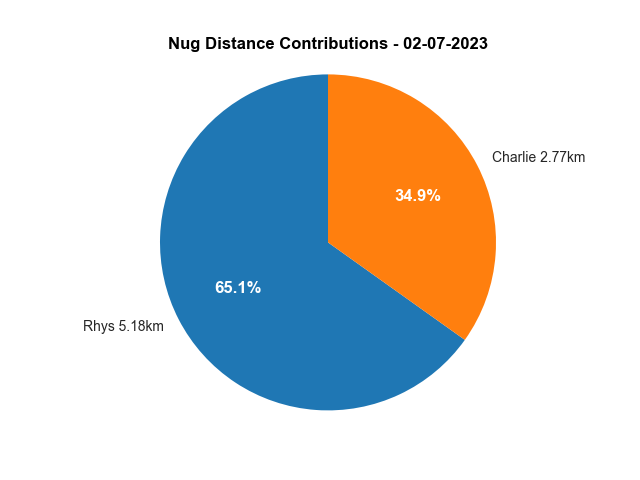 Nug Distance Contributions - 02-07-2023
Charlie 2.77km
34.9%
65.1%
Rhys 5.18km